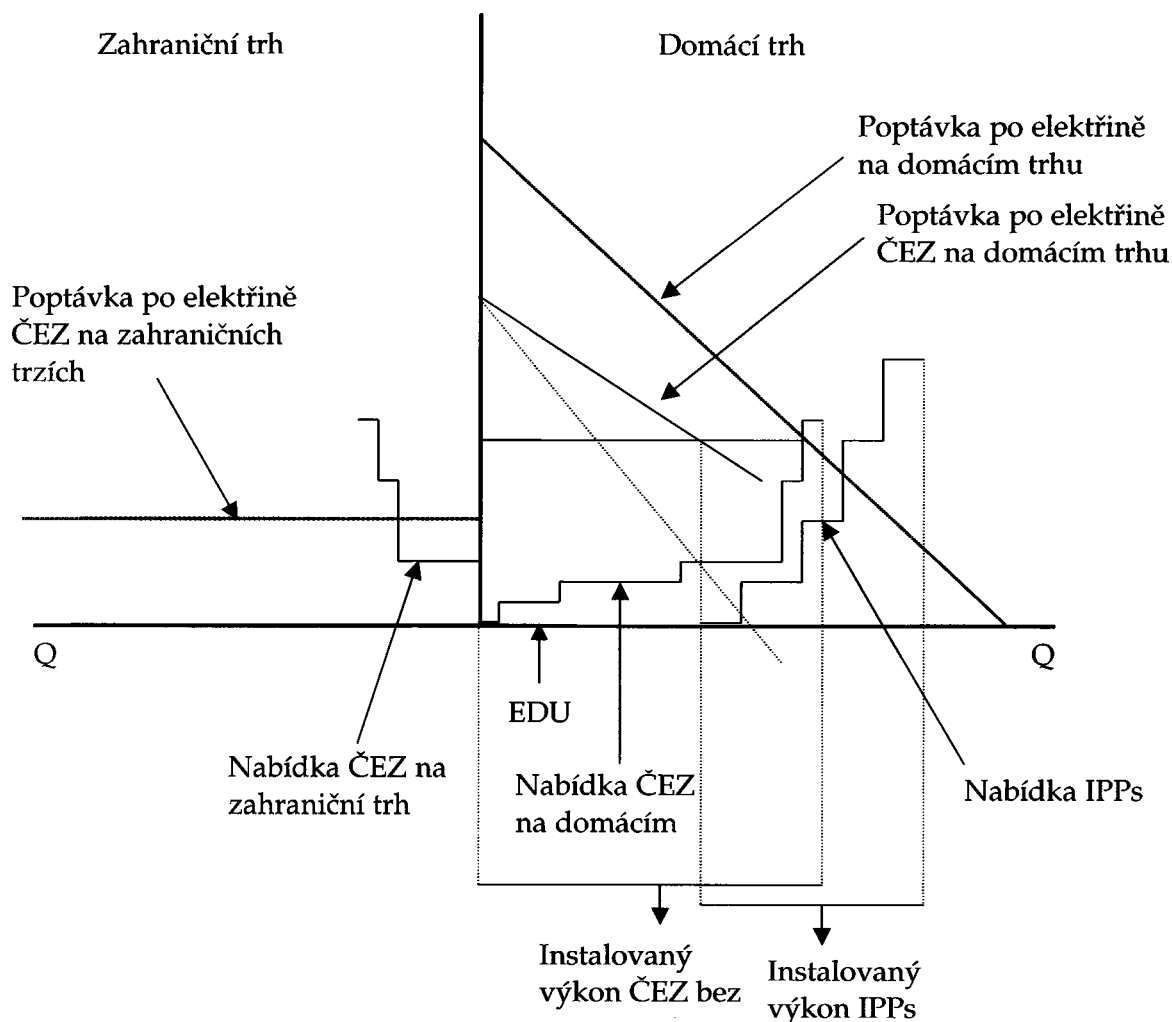 Zahraniční trh
Domácí trh
Poptávka po elektřině
na domácím trhu
Poptávka po elektřině
ČEZ na domácím trhu
Poptávka po elektřině
ČEZ na zahraničních
trzích
Q
Q
EDU
Nabídka ČEZ na
zahraniční trh
Nabídka ČEZ
na domácím
Nabídka IPPs
Instalovaný
výkon ČEZ bez
Instalovaný
výkon IPPs